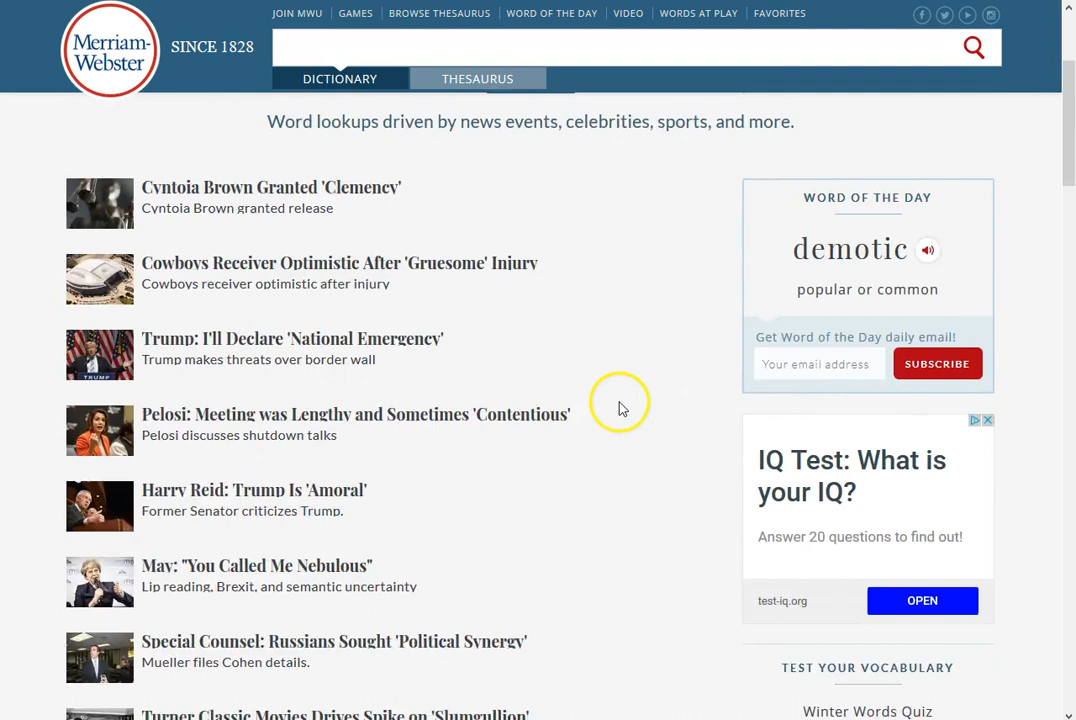 JOIN MWU GAMES BROWSE THESAURUS WORD OF THE DAY VIDEO WORDS AT PLAY FAVORITES
Merriam-
Webster
SINCE 1828
DICTIONARY THESAURUS
Word lookups driven by news events, celebrities, sports, and more.
Cyntoia Brown Granted 'Clemency'
Cyntoia Brown granted release
Cowboys Receiver Optimistic After 'Gruesome' Injury
Cowboys receiver optimistic after injury
Trump: I'll Declare 'National Emergency'
Trump makes threats over border wall
TRUMP
Pelosi: Meeting was Lengthy and Sometimes 'Contentious'
Pelosi discusses shutdown talks
Harry Reid: Trump Is 'Amoral'
Former Senator criticizes Trump.
May: "You Called Me Nebulous"
Lip reading, Brexit, and semantic uncertainty
Special Counsel: Russians Sought 'Political Synergy'
Mueller files Cohen details.
Turner Classic Movies Drives Spike on 'Slumgullion'
WORD OF THE DAY
demotic
popular or common
Get Word of the Day daily email!
Your email address SUBSCRIBE
IQ Test: What is
your IQ?
Answer 20 questions to find out!
test-iq.org OPEN
TEST YOUR VOCABULARY
Winter Words Quiz